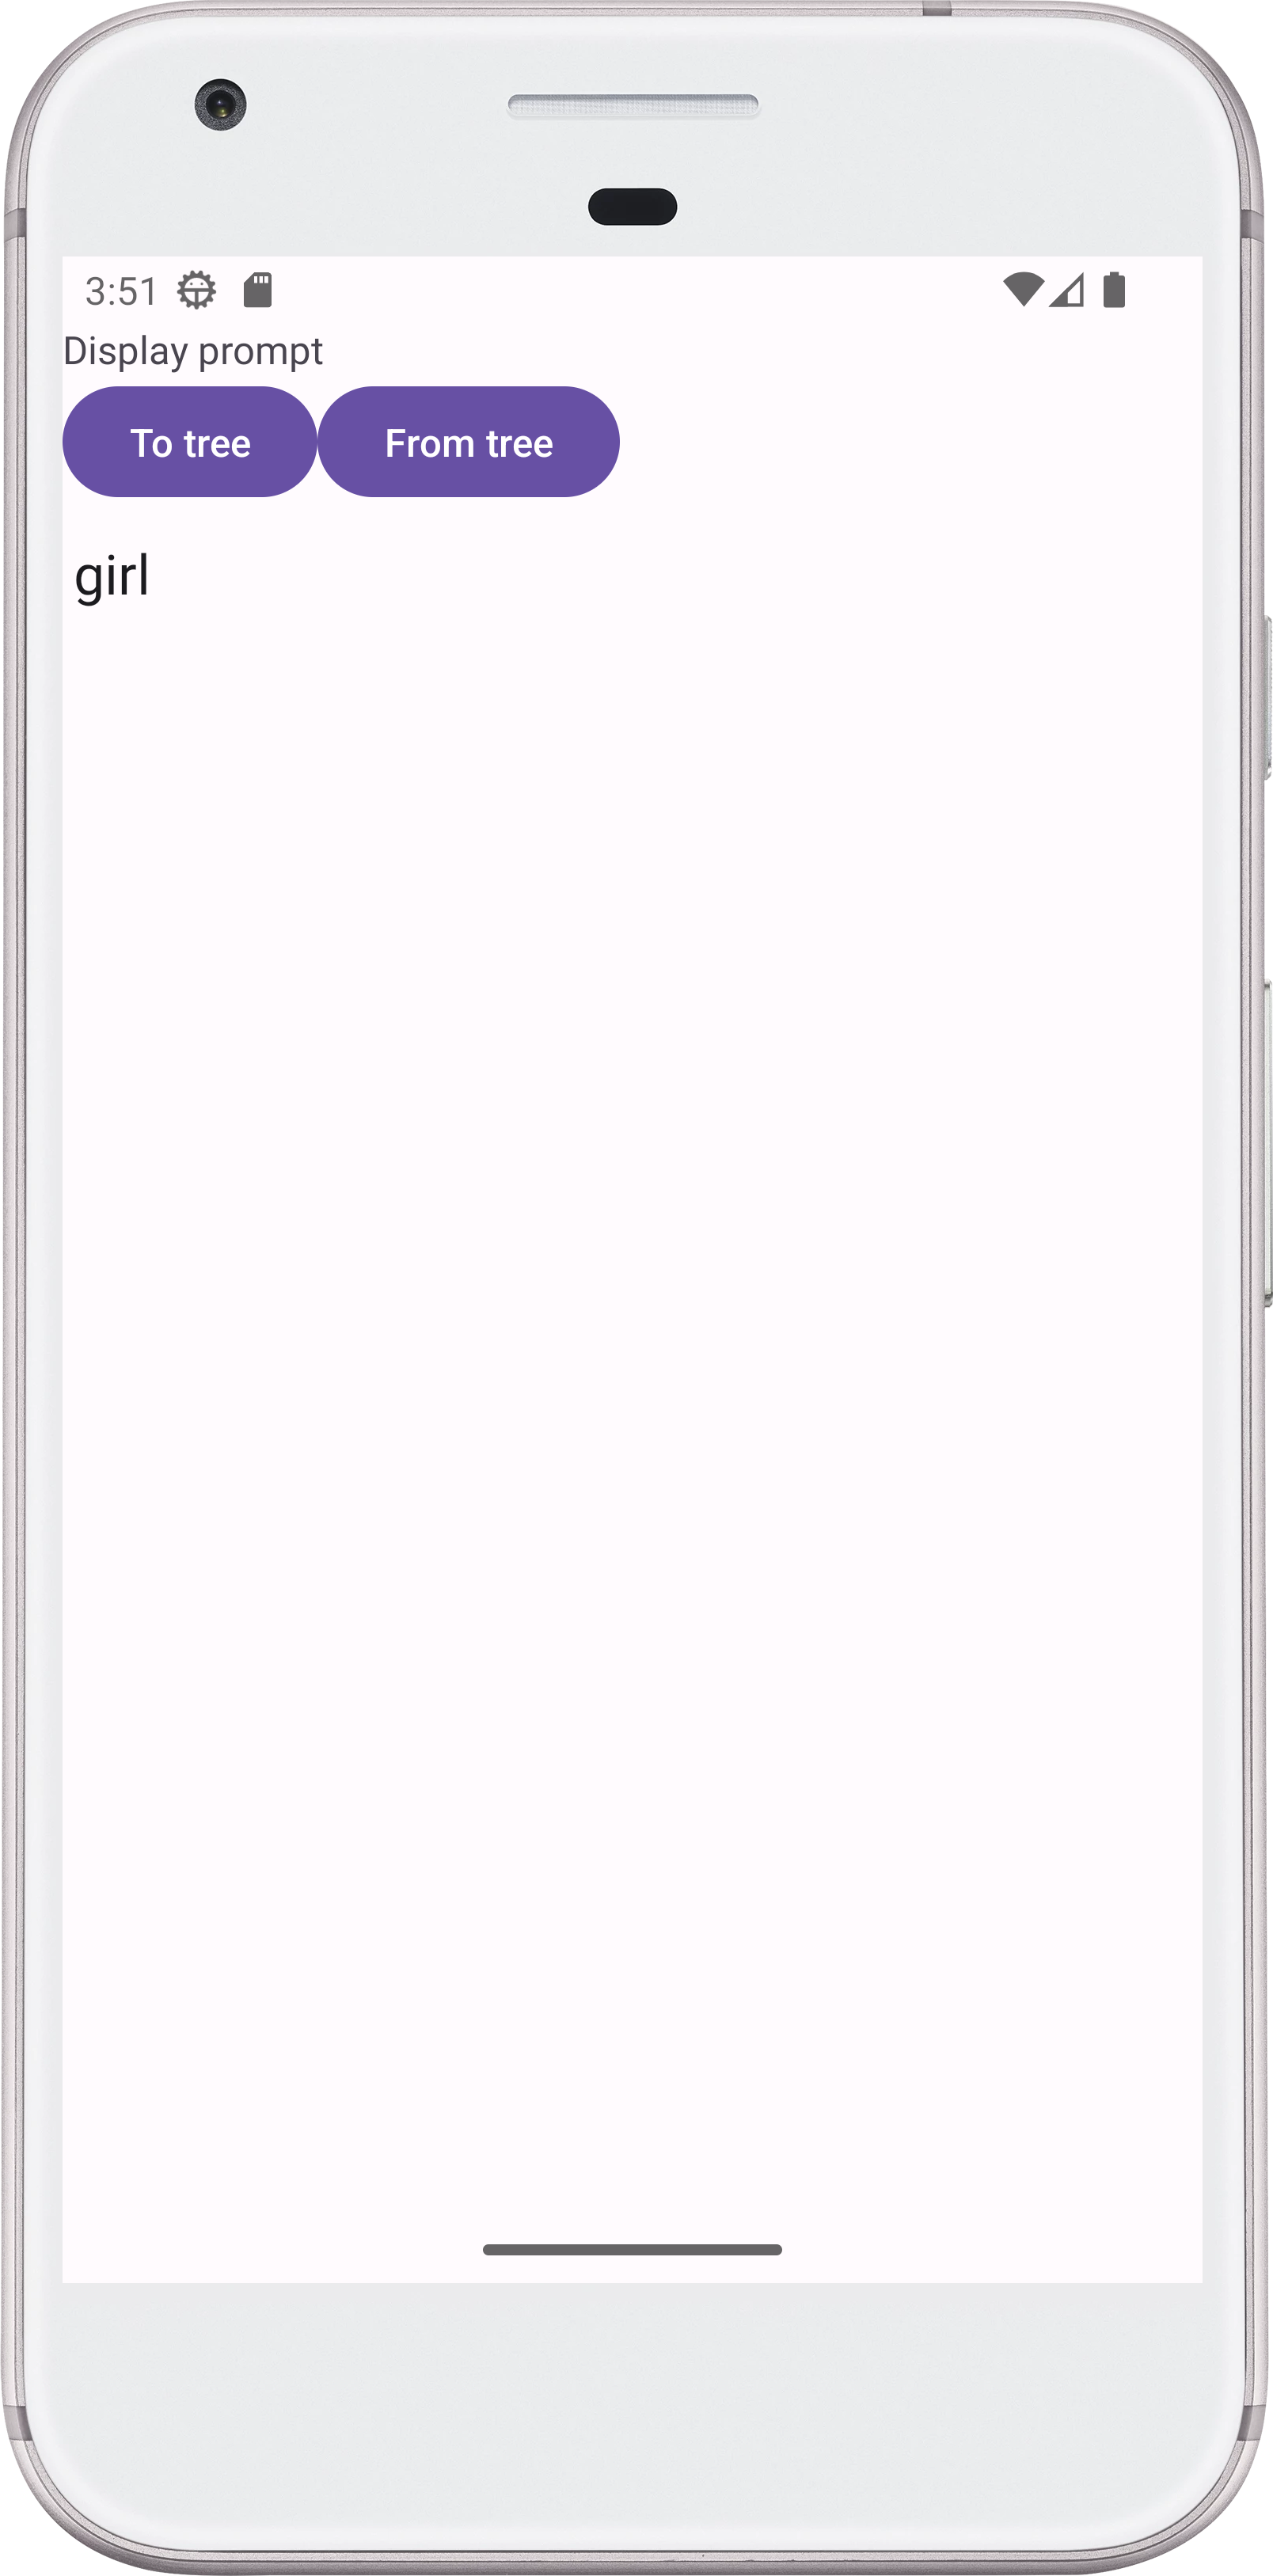 3:51
Display prompt
To tree From tree
girl